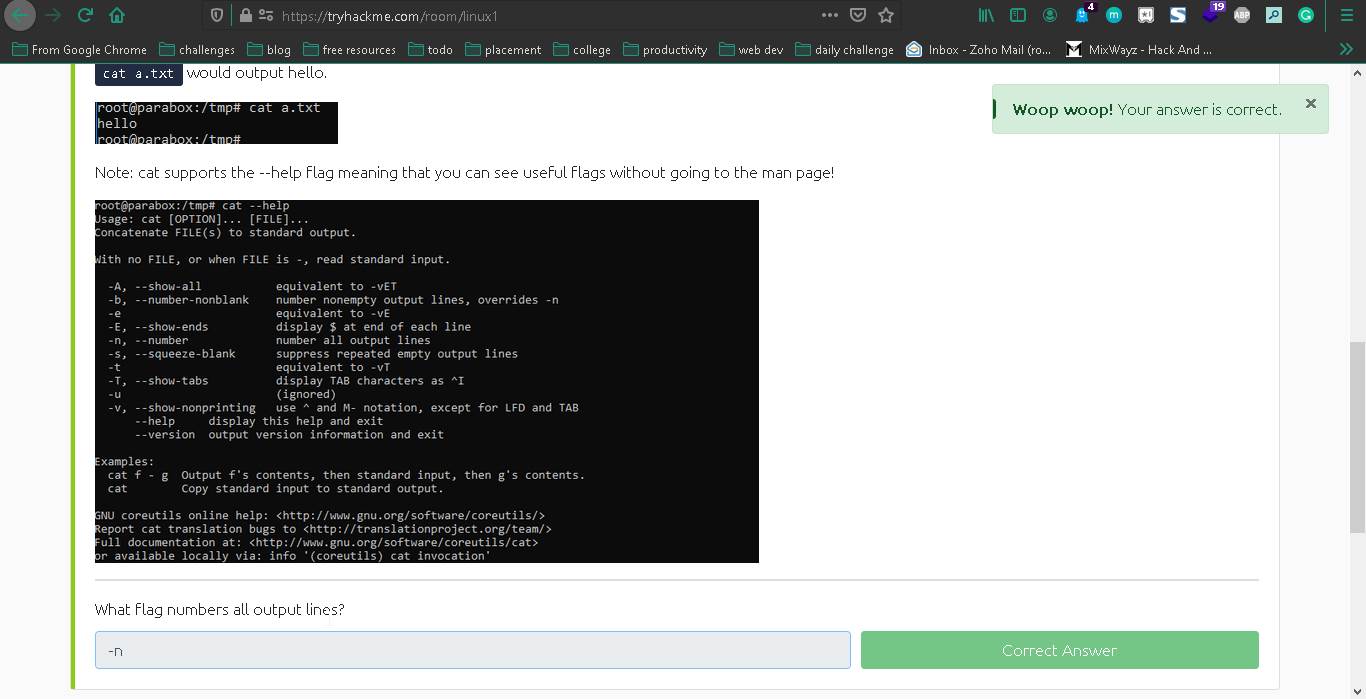 https://tryhackme.com/room/linux1
4
m
19
ABP
From Google Chrome challenges blog free resources todo placement college productivity web dev daily challenge Inbox - Zoho Mail (ro... MixWayz - Hack And ...
cat a.txt would output hello.
root@parabox:/tmp# cat a.txt
hello
root@parabox:/tmp#
Woop woop! Your answer is correct. ×
Note: cat supports the --help flag meaning that you can see useful flags without going to the man page!
root@parabox:/tmp# cat --help
Usage: cat [OPTION]... [FILE]...
Concatenate FILE(s) to standard output.
With no FILE, or when FILE is -, read standard input.
-A, --show-all equivalent to -vET
-b, --number-nonblank number nonempty output lines, overrides -n
-e equivalent to -vE
-E, --show-ends display $ at end of each line
-n, --number number all output lines
-s, --squeeze-blank suppress repeated empty output lines
-t equivalent to -vT
-T, --show-tabs display TAB characters as ^I
-u (ignored)
-v, --show-nonprinting use ^ and M- notation, except for LFD and TAB
--help display this help and exit
--version output version information and exit
Examples:
cat f - g Output f's contents, then standard input, then g's contents.
cat Copy standard input to standard output.
GNU coreutils online help: <http://www.gnu.org/software/coreutils/>
Report cat translation bugs to <http://translationproject.org/team/>
Full documentation at: <http://www.gnu.org/software/coreutils/cat>
or available locally via: info '(coreutils) cat invocation'
What flag numbers all output lines?
-n
Correct Answer